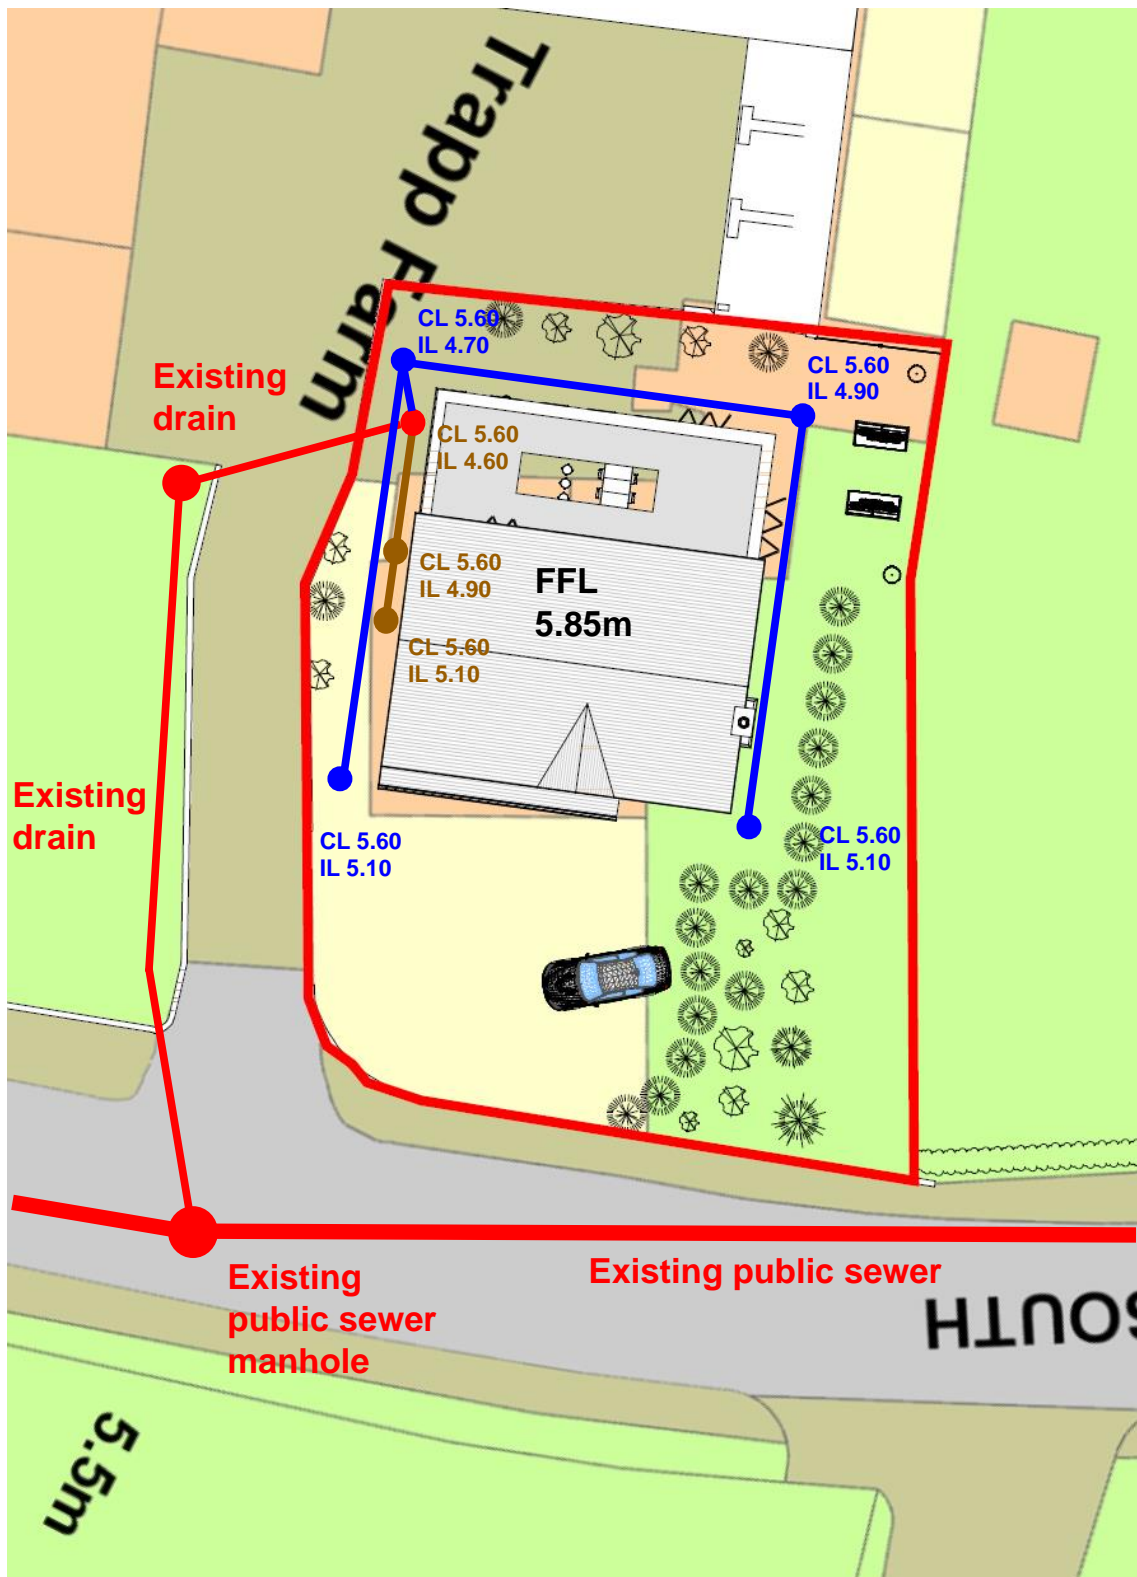 Trapp Farm
CL 5.60
IL 4.70
CL 5.60
IL 4.90
Existing
drain
CL 5.60
IL 4.60
CL 5.60
IL 4.90
FFL
5.85m
CL 5.60
IL 5.10
Existing
drain
CL 5.60
IL 5.10
CL 5.60
IL 5.10
Existing
public sewer
manhole
Existing public sewer
SOUTH
5.5m